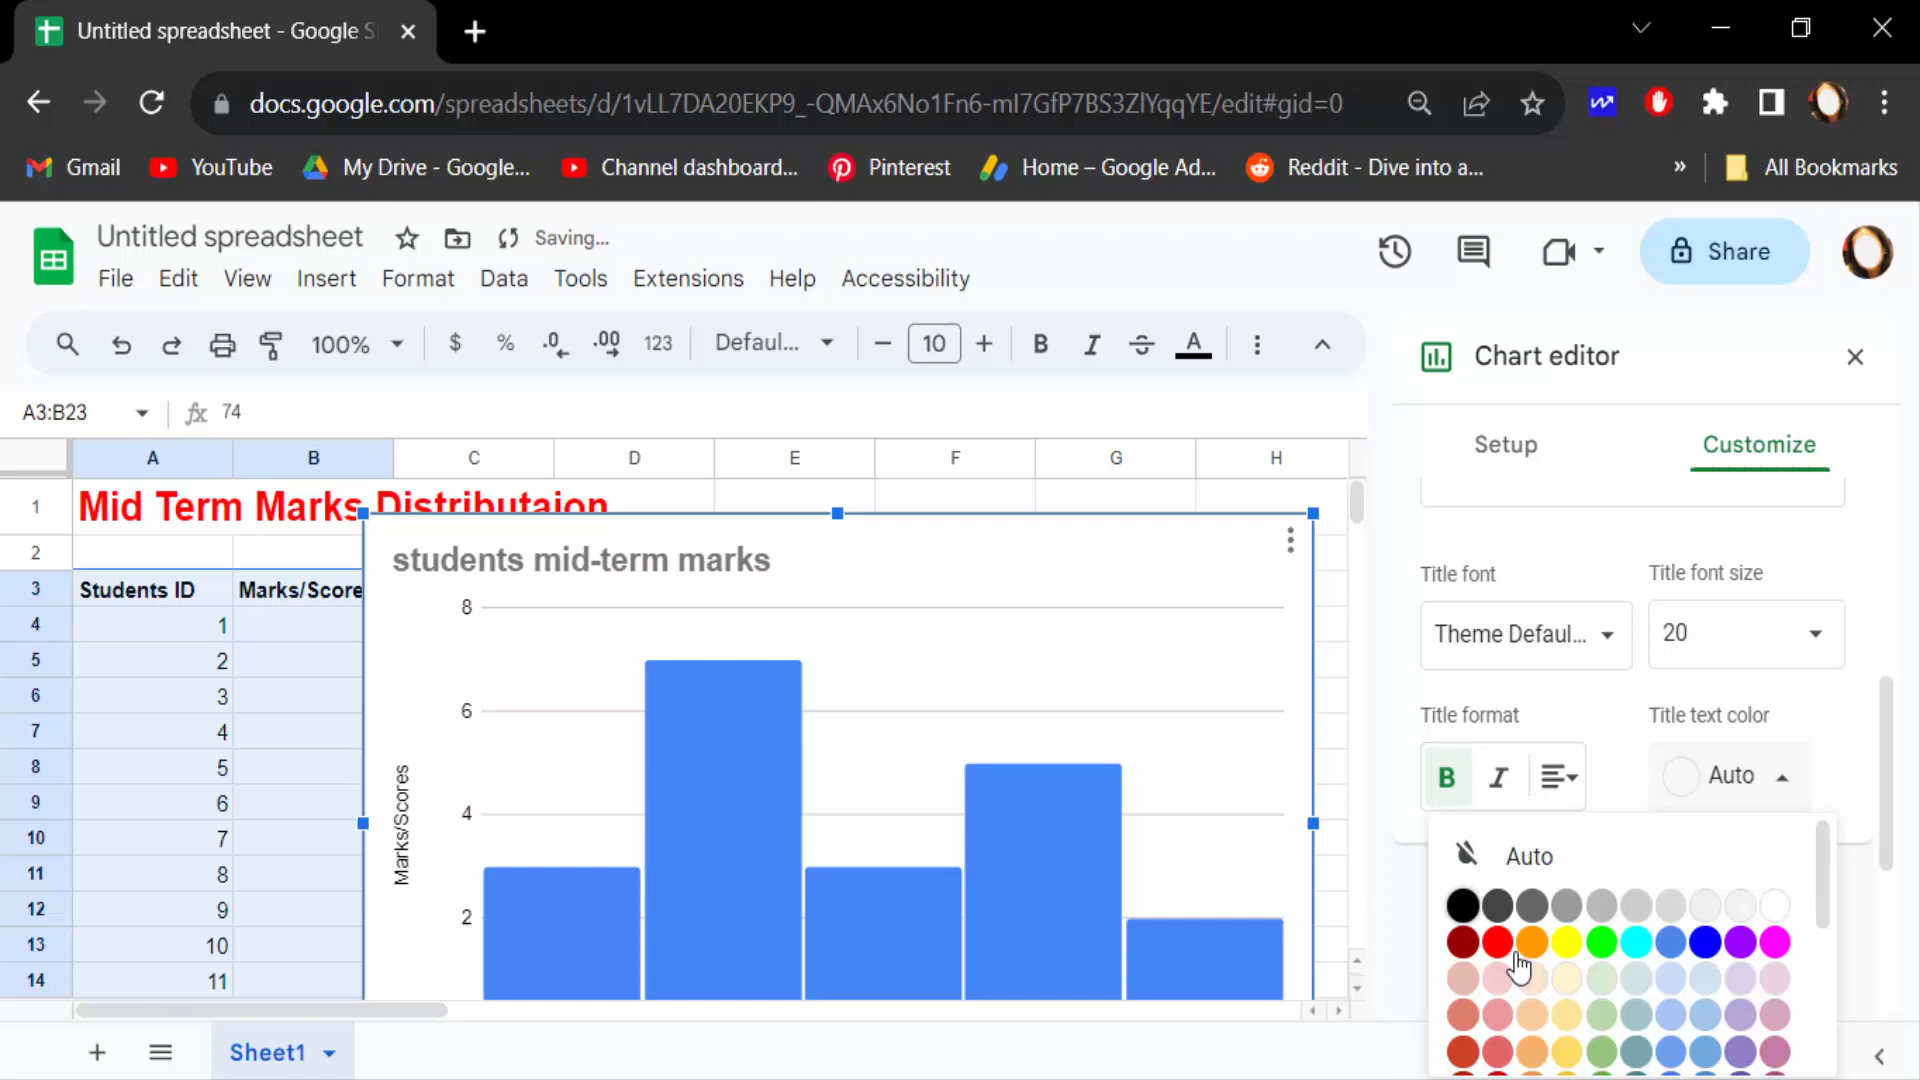 Untitled spreadsheet - Google S
docs.google.com/spreadsheets/d/1vLL7DA20EKP9_-QMAx6No1Fn6-mI7GfP7BS3ZlYqqYE/edit#gid=0
Gmail YouTube My Drive - Google... Channel dashboard... Pinterest Home – Google Ad... Reddit - Dive into a... » All Bookmarks
Untitled spreadsheet Saving...
Share
File Edit View Insert Format Data Tools Extensions Help Accessibility
100% $ % .0 .00 123 Defaul... 10 B I A
Chart editor
A3:B23 fx 74
Setup Customize
A B C D E F G H
1 Mid Term Marks Distributaion
2
students mid-term marks
Title font Title font size
3 Students ID Marks/Score
8
4 1
Theme Defaul... 20
5 2
6 3
6
Title format Title text color
7 4
8 5
B I Auto
9 6
Marks/Scores
4
10 7
Auto
11 8
12 9
2
13 10
14 11
Sheet1